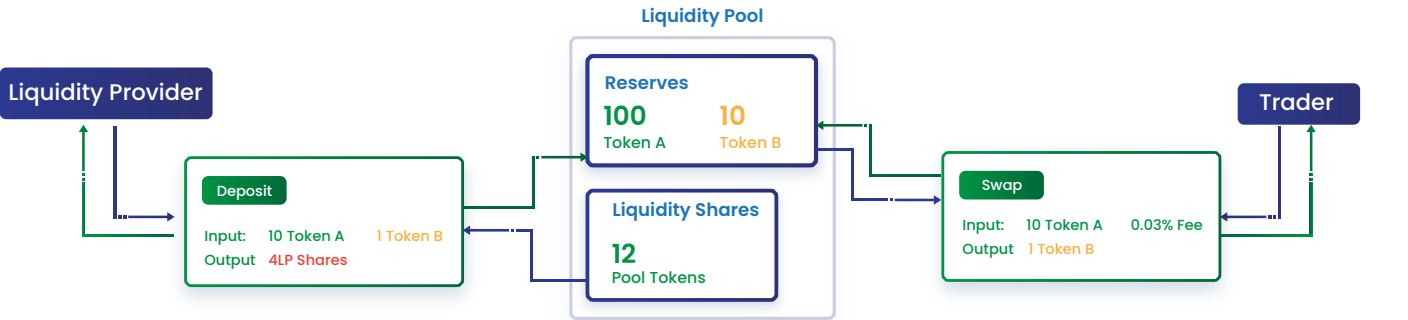 Liquidity Pool
Liquidity Provider
Reserves
100 10
Token A Token B
Liquidity Shares
12
Pool Tokens
Deposit
Input: 10 Token A 1 Token B
Output 4LP Shares
Trader
Swap
Input: 10 Token A 0.03% Fee
Output 1 Token B